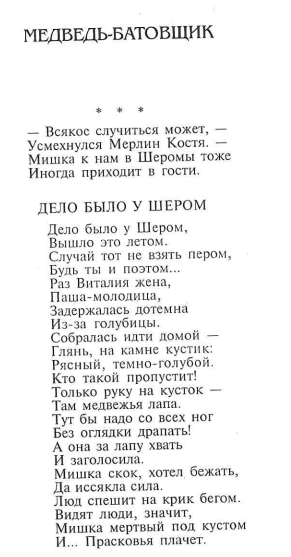 МЕДВЕДЬ-БАТОВЩИК
* * *
— Всякое случиться может, —
Усмехнулся Мерлин Костя. —
Мишка к нам в Шеромы тоже
Иногда приходит в гости.
ДЕЛО БЫЛО У ШЕРОМ
Дело было у Шером,
Вышло это летом.
Случай тот не взять пером,
Будь ты и поэтом...
Раз Виталия жена,
Паша-молодица,
Задержалась дотемна
Из-за голубицы.
Собралась идти домой —
Глянь, на камне кустик:
Рясный, темно-голубой.
Кто такой пропустит!
Только руку на кусток —
Там медвежья лапа.
Тут бы надо со всех ног
Без оглядки драпать!
А она за лапу хвать
И заголосила.
Мишка скок, хотел бежать,
Да иссякла сила.
Люд спешит на крик бегом.
Видят люди, значит,
Мишка мертвый под кустом
И... Прасковья плачет.